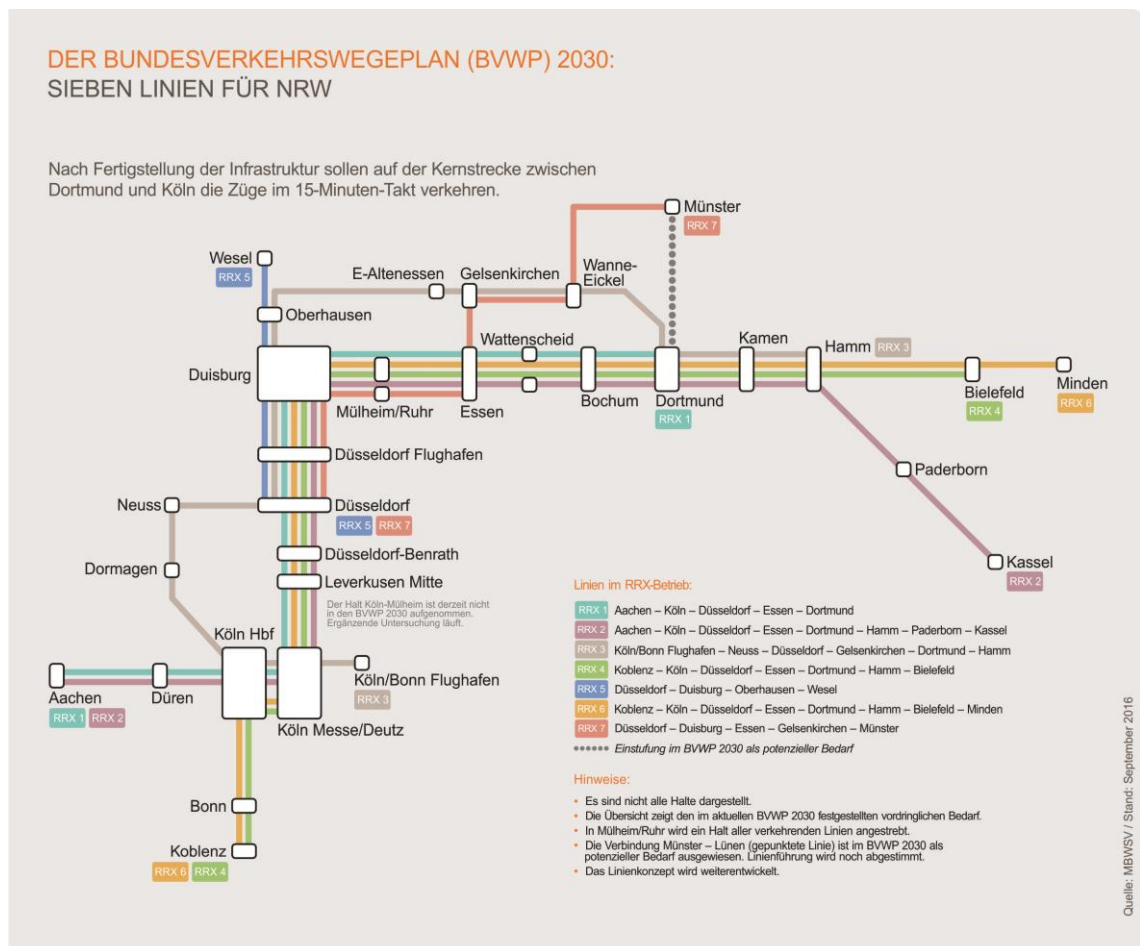 DER BUNDESVERKEHRSWEGEPLAN (BVWP) 2030:
SIEBEN LINIEN FÜR NRW
Nach Fertigstellung der Infrastruktur sollen auf der Kernstrecke zwischen
Dortmund und Köln die Züge im 15-Minuten-Takt verkehren.
Münster
RRX 7
Wesel
RRX 5
E-Altenessen
Gelsenkirchen
Wanne-
Eickel
Oberhausen
Wattenscheid
Kamen
Hamm RRX 3
Duisburg
Mülheim/Ruhr
Essen
Bochum
Dortmund
RRX 1
Bielefeld
RRX 4
Minden
RRX 6
Düsseldorf Flughafen
Paderborn
Neuss
Düsseldorf
RRX 5 RRX 7
Düsseldorf-Benrath
Dormagen
Leverkusen Mitte
Kassel
RRX 2
Der Halt Köln-Mülheim ist derzeit nicht
in den BVWP 2030 aufgenommen.
Ergänzende Untersuchung läuft.
Köln Hbf
Köln/Bonn Flughafen
RRX 3
Aachen
RRX 1 RRX 2
Düren
Köln Messe/Deutz
Bonn
Koblenz
RRX 6 RRX 4
Linien im RRX-Betrieb:
RRX 1 Aachen – Köln – Düsseldorf – Essen – Dortmund
RRX 2 Aachen – Köln – Düsseldorf – Essen – Dortmund – Hamm – Paderborn – Kassel
RRX 3 Köln/Bonn Flughafen – Neuss – Düsseldorf – Gelsenkirchen – Dortmund – Hamm
RRX 4 Koblenz – Köln – Düsseldorf – Essen – Dortmund – Hamm – Bielefeld
RRX 5 Düsseldorf – Duisburg – Oberhausen – Wesel
RRX 6 Koblenz – Köln – Düsseldorf – Essen – Dortmund – Hamm – Bielefeld – Minden
RRX 7 Düsseldorf – Duisburg – Essen – Gelsenkirchen – Münster
Einstufung im BVWP 2030 als potenzieller Bedarf
Hinweise:
• Es sind nicht alle Halte dargestellt.
• Die Übersicht zeigt den im aktuellen BVWP 2030 festgestellten vordringlichen Bedarf.
• In Mülheim/Ruhr wird ein Halt aller verkehrenden Linien angestrebt.
• Die Verbindung Münster – Lünen (gepunktete Linie) ist im BVWP 2030 als
potenzieller Bedarf ausgewiesen. Linienführung wird noch abgestimmt.
• Das Linienkonzept wird weiterentwickelt.
Quelle: MBWSV / Stand: September 2016